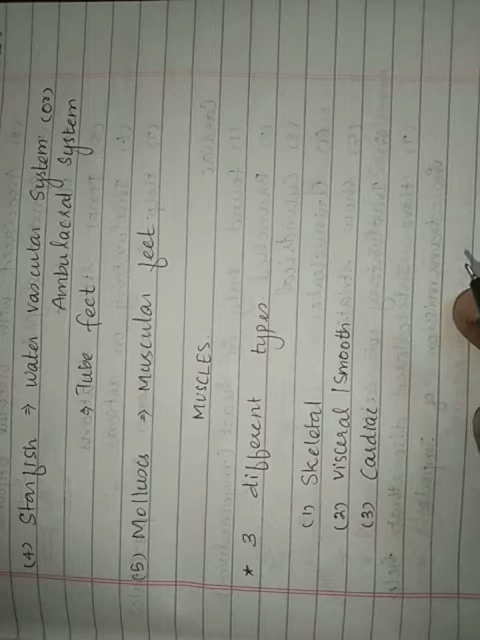 (4) Starfish ⇒ Water vascular System (or)
Ambulacral System
⇒ Tube feet
(5) Molluscs ⇒ Muscular feet.
MUSCLES.
* 3 different types
(1) Skeletal
(2) Visceral / Smooth
(3) Cardiac